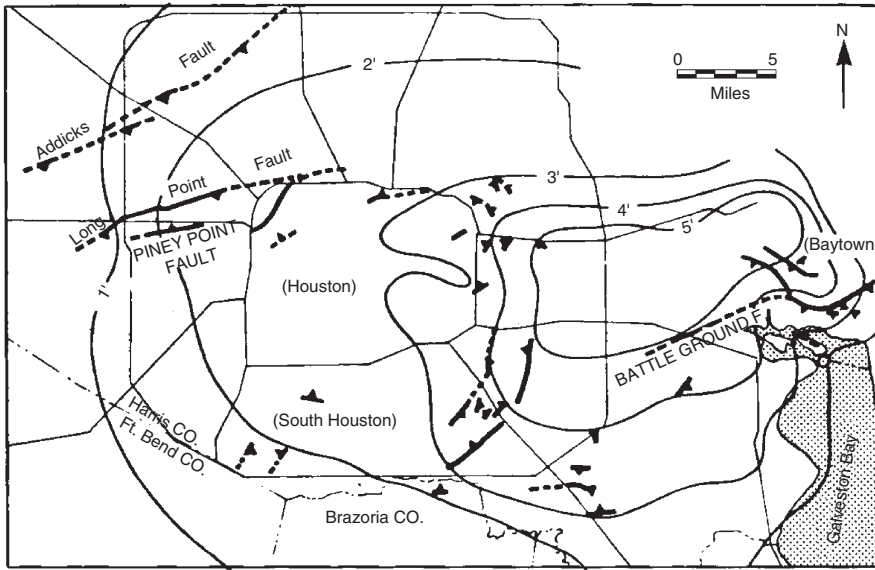 N
0 5
Miles
2'
Addicks Fault
3'
Long Point Fault
4'
PINEY POINT
FAULT
5'
(Baytown)
1'
(Houston)
BATTLE GROUND F.
Harris CO.
Ft. Bend CO.
(South Houston)
Brazoria CO.
Galveston Bay